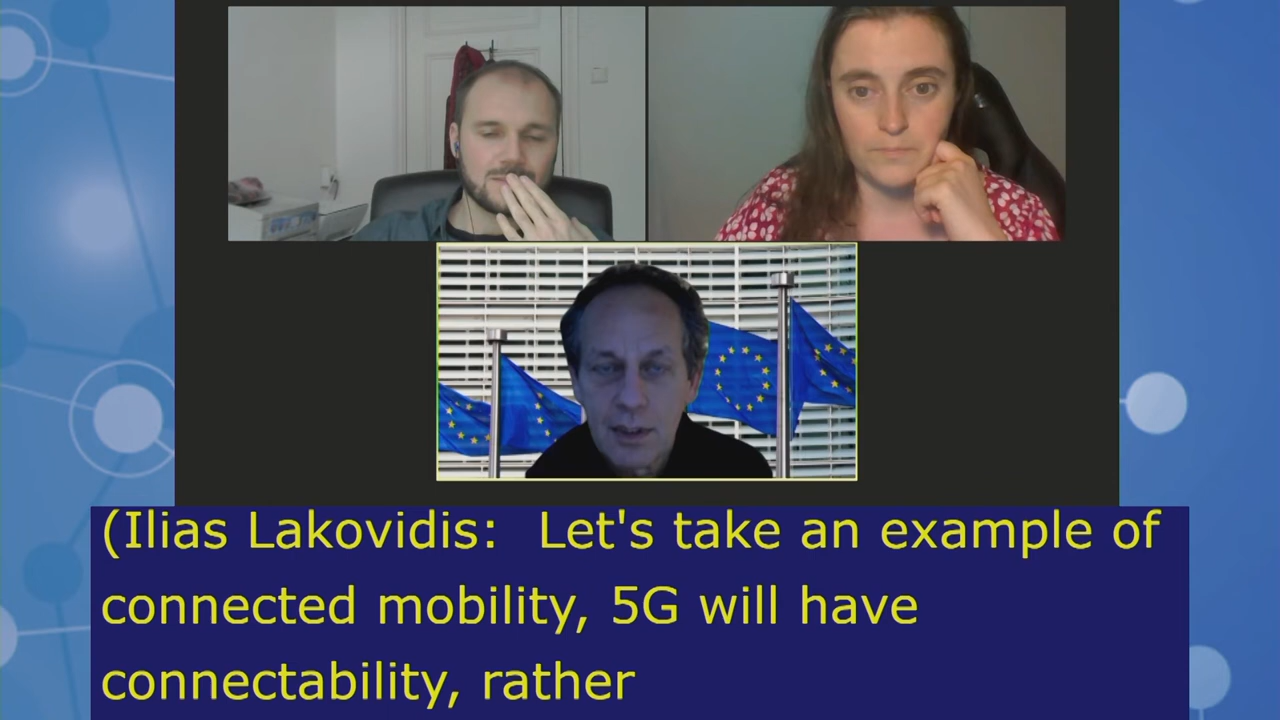 (Ilias Lakovidis:  Let's take an example of
connected mobility, 5G will have
connectability, rather